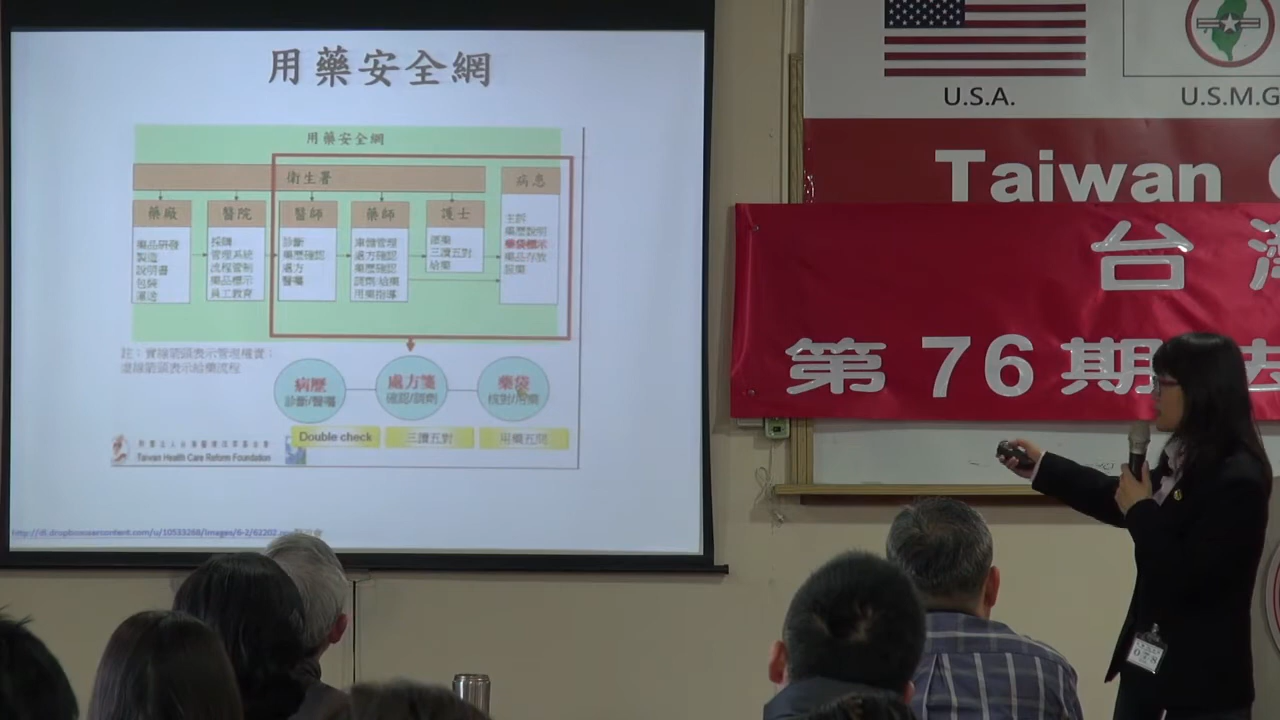 用藥安全網
用藥安全網
衛生署
病患
藥廠
醫院
醫師
藥師
護士
藥品研發
製造
說明書
包裝
運送
採購
管理系統
流程管制
藥品標示
員工教育
診斷
藥歷確認
處方
醫囑
庫儲管理
處方確認
藥歷確認
調劑/給藥
用藥指導
三讀五對
給藥
主訴
藥歷說明
藥袋標示
藥品存放
服藥
註：實線箭頭表示管理權責；
虛線箭頭表示給藥流程
病歷
診斷/醫囑
處方箋
確認/調劑
藥袋
核對/用藥
Double check
三讀五對
用藥五問
財團法人台灣醫療改革基金會
Taiwan Health Care Reform Foundation
U.S.A.
U.S.M.G
Taiwan
台
第 76 期